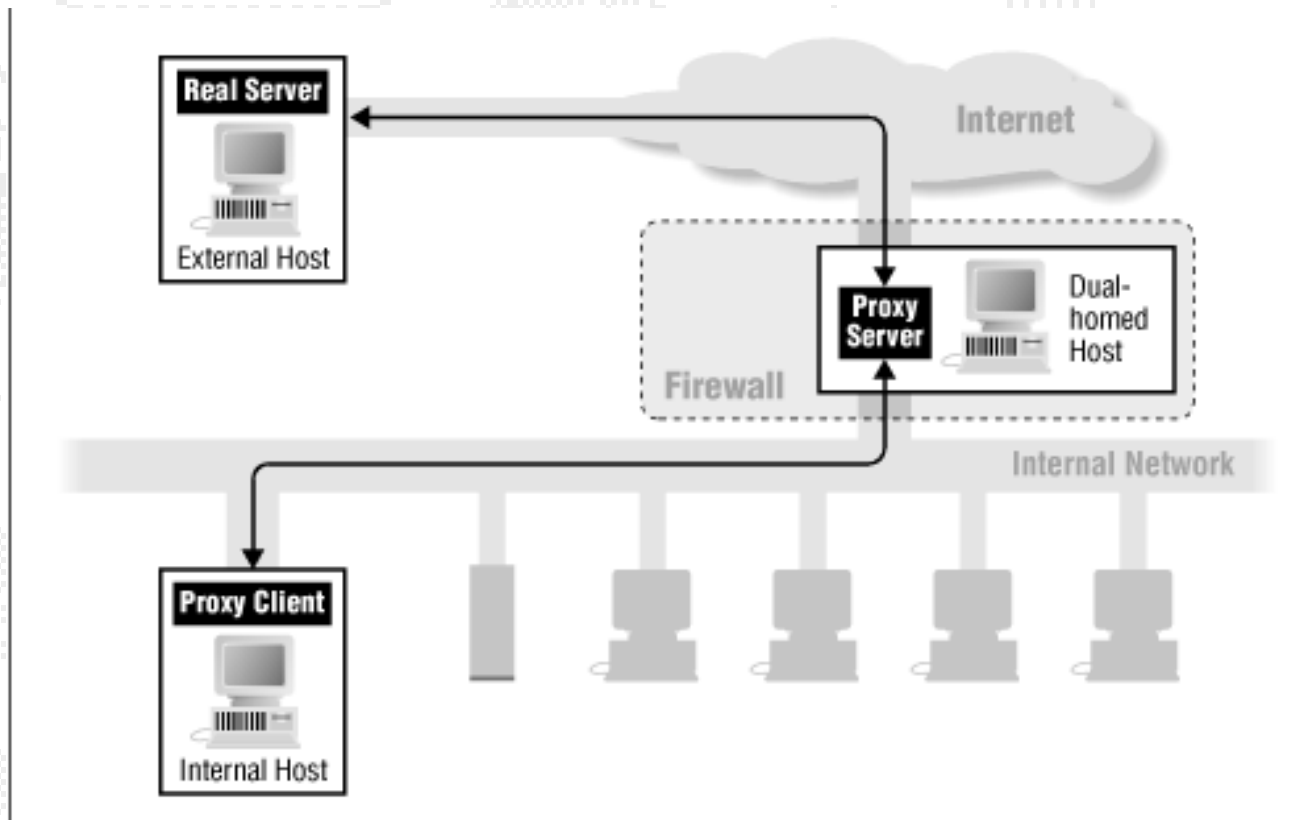 Real Server
External Host
Internet
Proxy
Server
Dual-
homed
Host
Firewall
Internal Network
Proxy Client
Internal Host